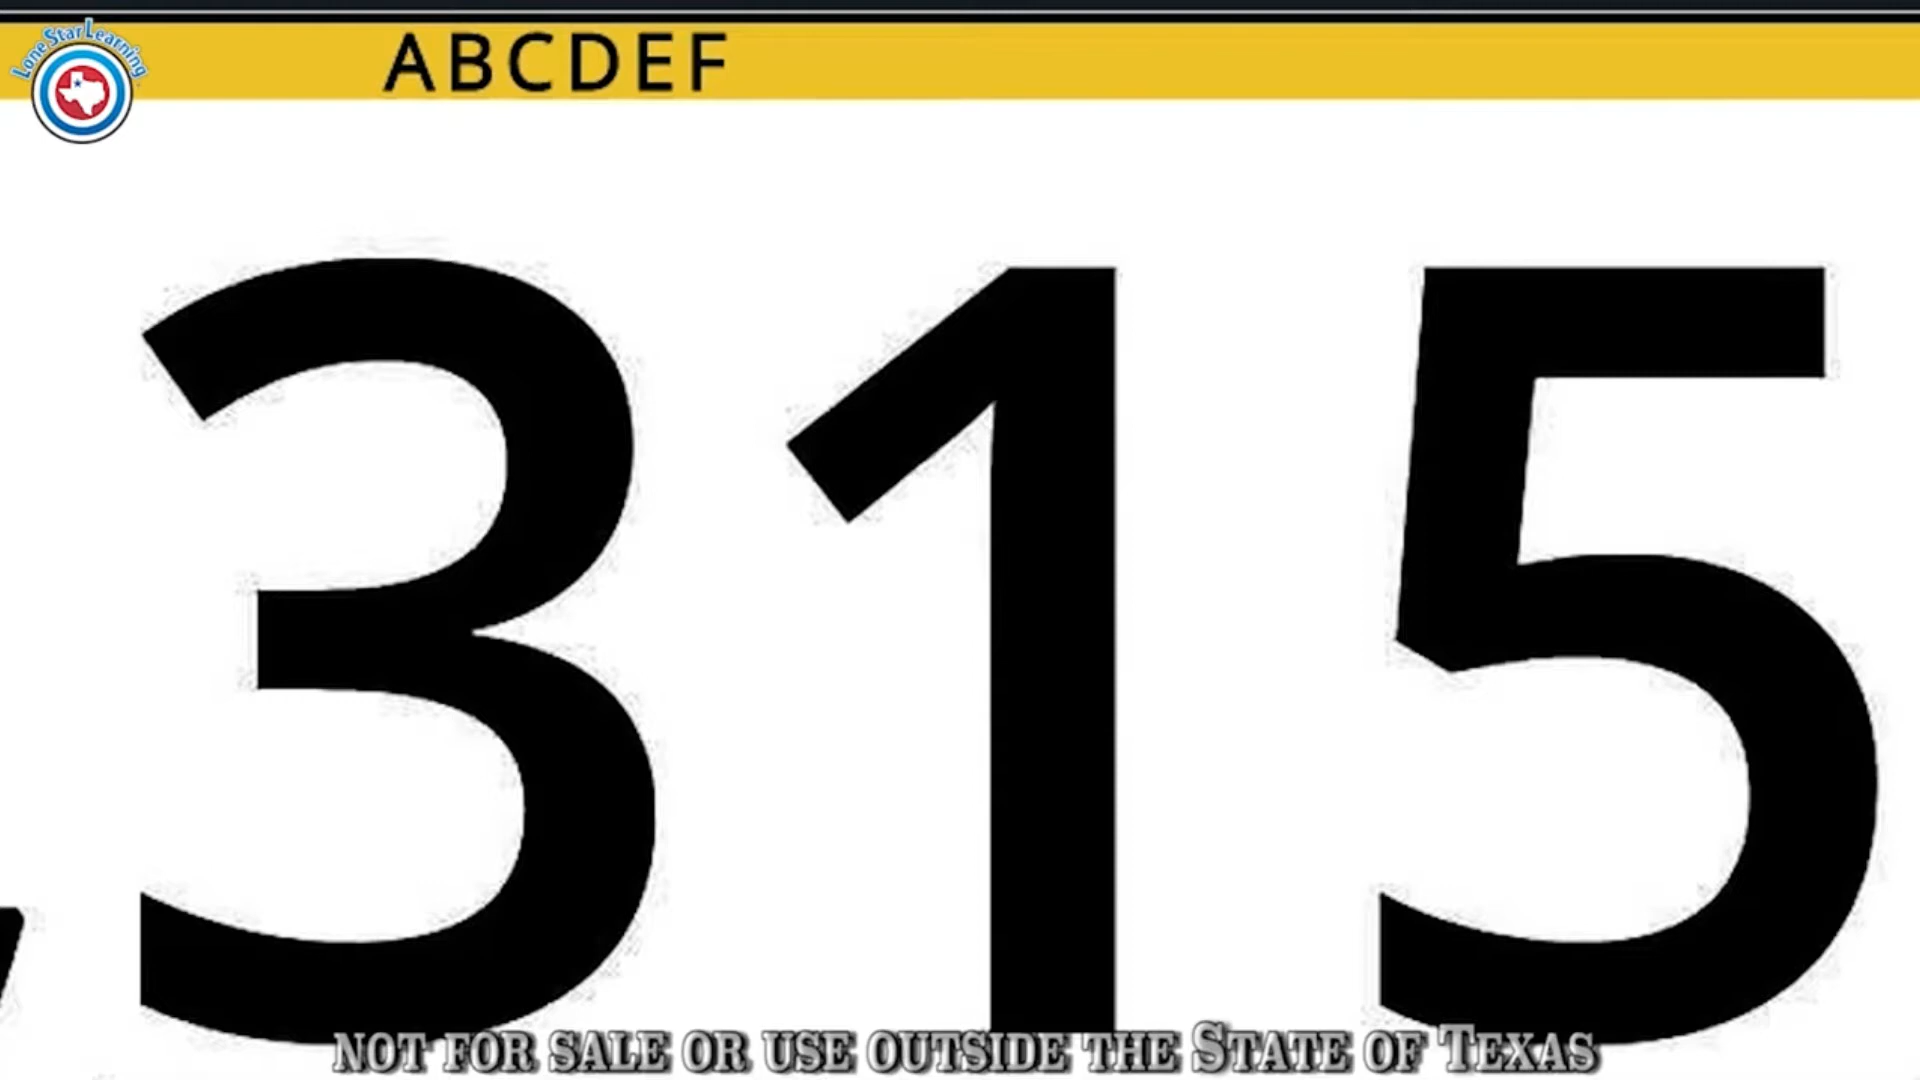 Lone Star Learning
ABCDEF
,315
NOT FOR SALE OR USE OUTSIDE THE STATE OF TEXAS